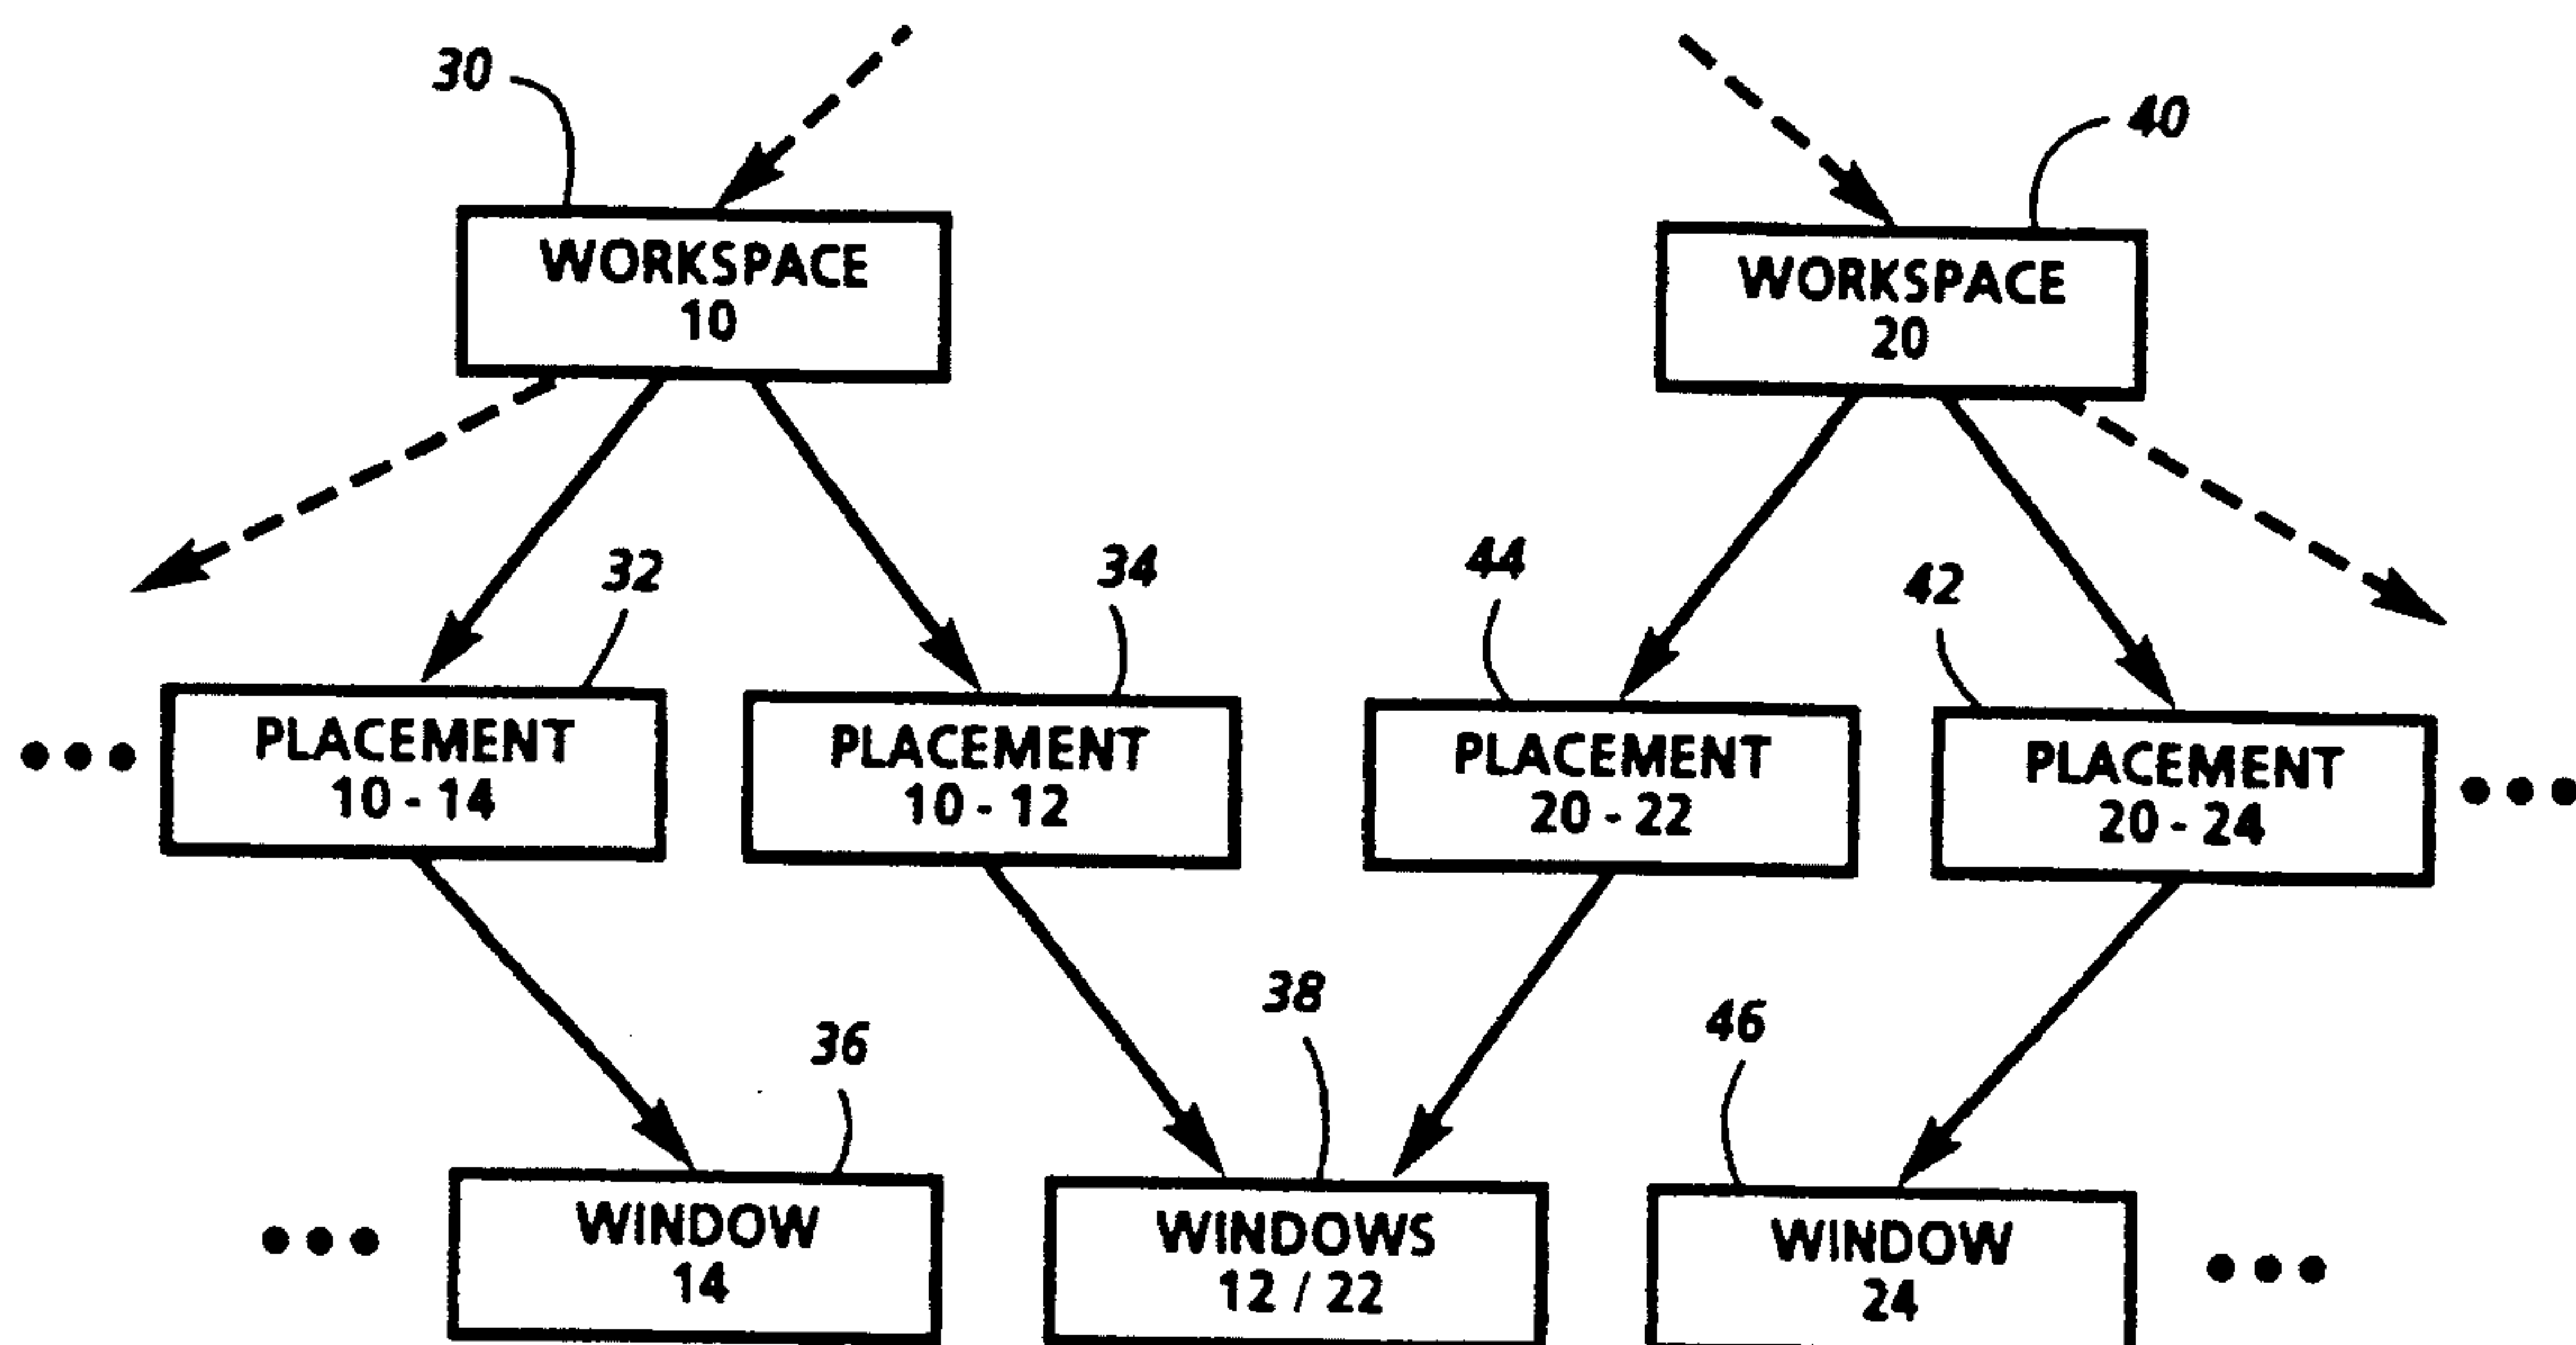 30
40
WORKSPACE
10
WORKSPACE
20
32
34
44
42
PLACEMENT
10 - 14
PLACEMENT
10 - 12
PLACEMENT
20 - 22
PLACEMENT
20 - 24
36
38
46
WINDOW
14
WINDOWS
12 / 22
WINDOW
24